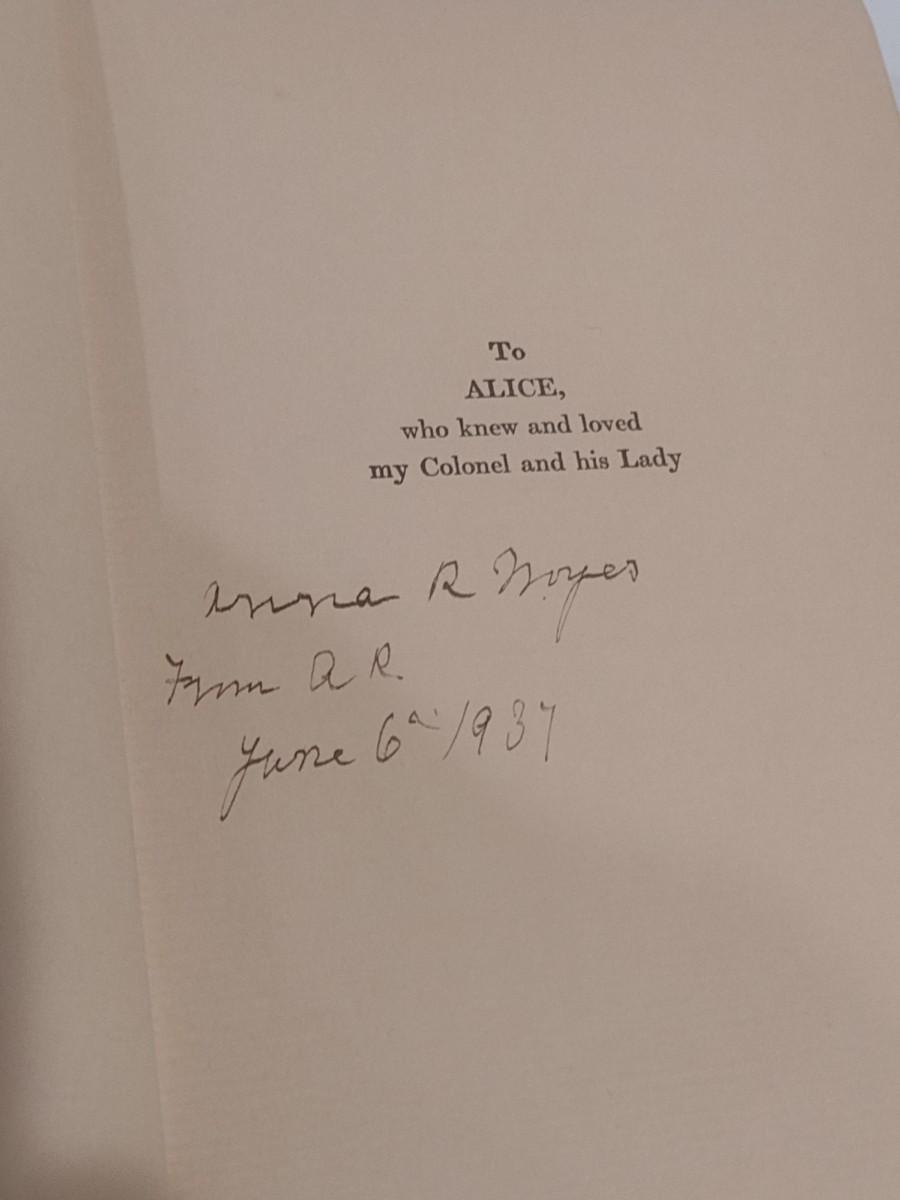 To
ALICE,
who knew and loved
my Colonel and his Lady
Anna R Noyes
From A R.
June 6th 1937